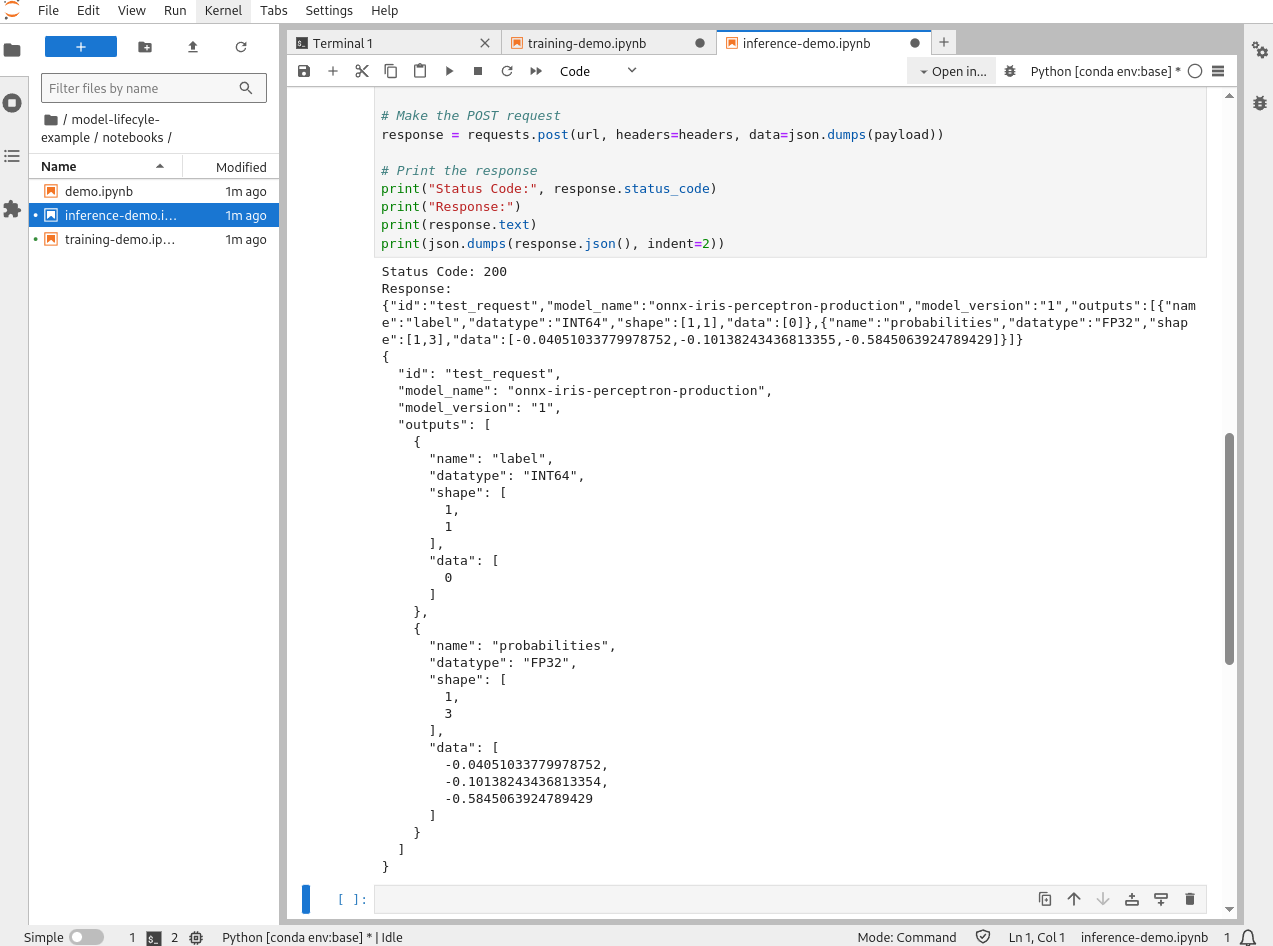 File Edit View Run Kernel Tabs Settings Help
Filter files by name
/ model-lifecyle-
example / notebooks /
Name Modified
demo.ipynb 1m ago
inference-demo.i... 1m ago
training-demo.ip... 1m ago
Terminal 1
training-demo.ipynb
inference-demo.ipynb
Code
Open in...
Python [conda env:base] *
# Make the POST request
response = requests.post(url, headers=headers, data=json.dumps(payload))
# Print the response
print("Status Code:", response.status_code)
print("Response:")
print(response.text)
print(json.dumps(response.json(), indent=2))
Status Code: 200
Response:
{"id":"test_request","model_name":"onnx-iris-perceptron-production","model_version":"1","outputs":[{"nam
e":"label","datatype":"INT64","shape":[1,1],"data":[0]},{"name":"probabilities","datatype":"FP32","shap
e":[1,3],"data":[-0.04051033779978752,-0.10138243436813355,-0.5845063924789429]}]}
{
"id": "test_request",
"model_name": "onnx-iris-perceptron-production",
"model_version": "1",
"outputs": [
{
"name": "label",
"datatype": "INT64",
"shape": [
1,
1
],
"data": [
0
]
},
{
"name": "probabilities",
"datatype": "FP32",
"shape": [
1,
3
],
"data": [
-0.04051033779978752,
-0.10138243436813354,
-0.5845063924789429
]
}
]
}
[ ]:
Simple 1 2 Python [conda env:base] * | Idle Mode: Command Ln 1, Col 1 inference-demo.ipynb 1